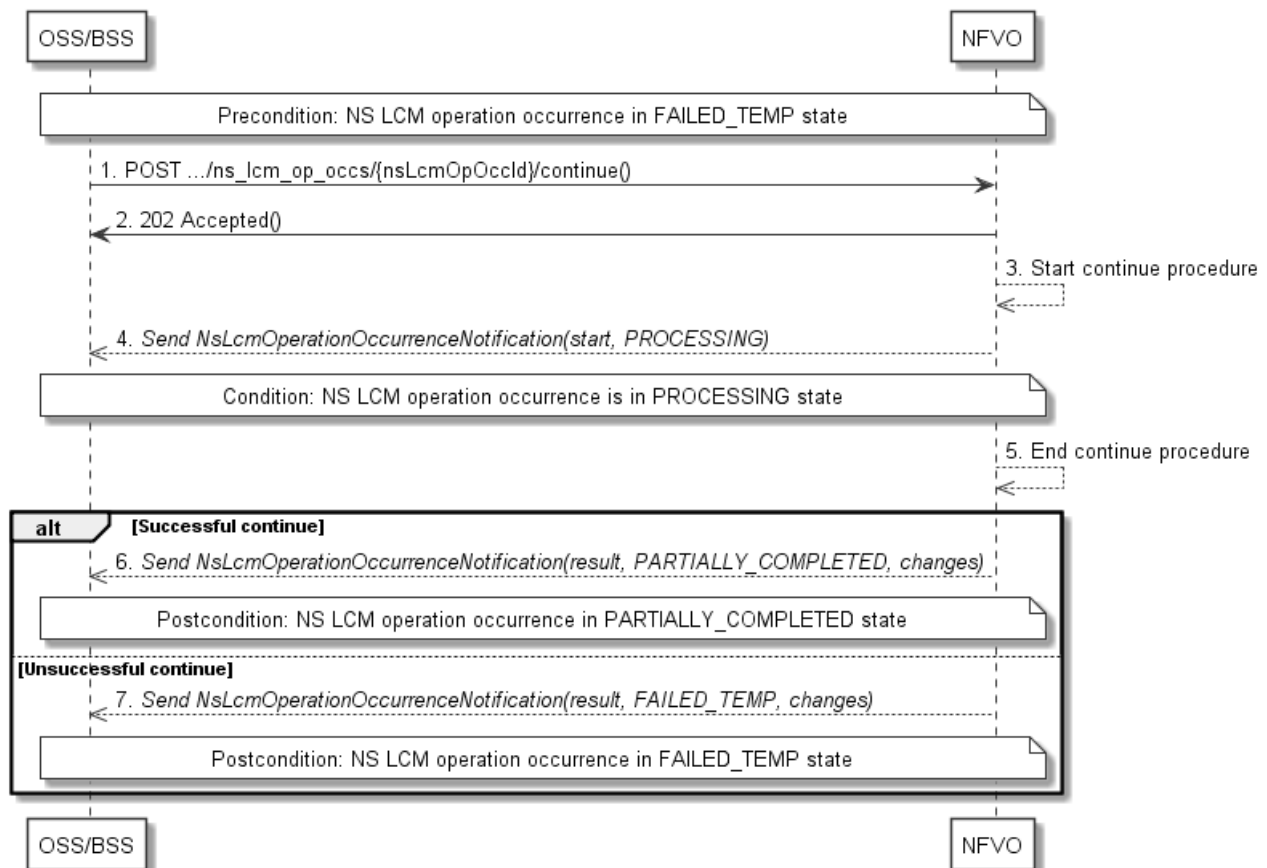 OSS/BSS
NFVO
Precondition: NS LCM operation occurrence in FAILED_TEMP state
1. POST .../ns_lcm_op_occs/{nsLcmOpOccId}/continue()
2. 202 Accepted()
3. Start continue procedure
4. Send NsLcmOperationOccurrenceNotification(start, PROCESSING)
Condition: NS LCM operation occurrence is in PROCESSING state
5. End continue procedure
alt [Successful continue]
6. Send NsLcmOperationOccurrenceNotification(result, PARTIALLY_COMPLETED, changes)
Postcondition: NS LCM operation occurrence in PARTIALLY_COMPLETED state
[Unsuccessful continue]
7. Send NsLcmOperationOccurrenceNotification(result, FAILED_TEMP, changes)
Postcondition: NS LCM operation occurrence in FAILED_TEMP state
OSS/BSS
NFVO